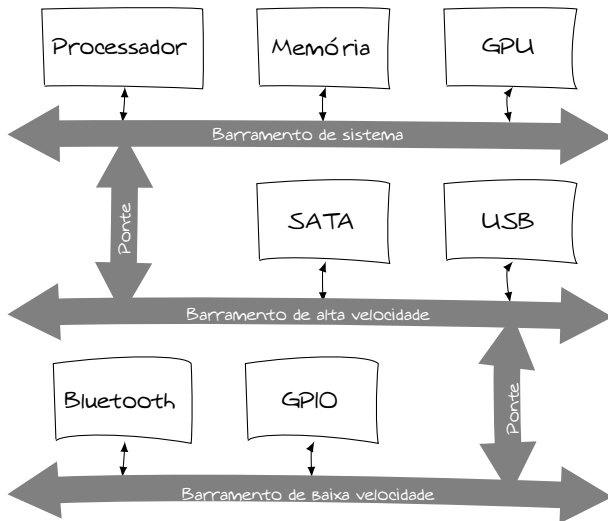 Processador
Memória
GPU
Barramento de sistema
Ponte
SATA
USB
Barramento de alta velocidade
Bluetooth
GPIO
Ponte
Barramento de baixa velocidade